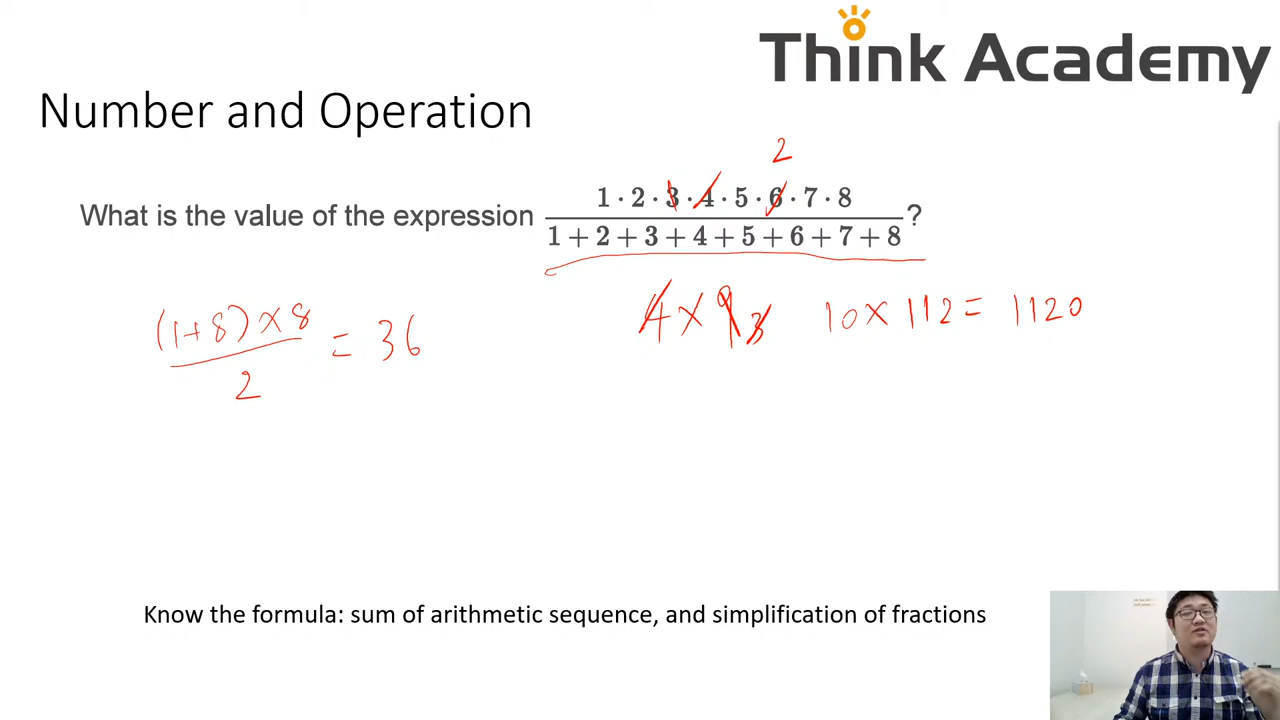 Think Academy
Number and Operation
2
What is the value of the expression 1 · 2 · 3 · 4 · 5 · 6 · 7 · 8 / 1 + 2 + 3 + 4 + 5 + 6 + 7 + 8 ?
(1+8) × 8 / 2 = 36
4 × 9 3 10 × 112 = 1120
Know the formula: sum of arithmetic sequence, and simplification of fractions